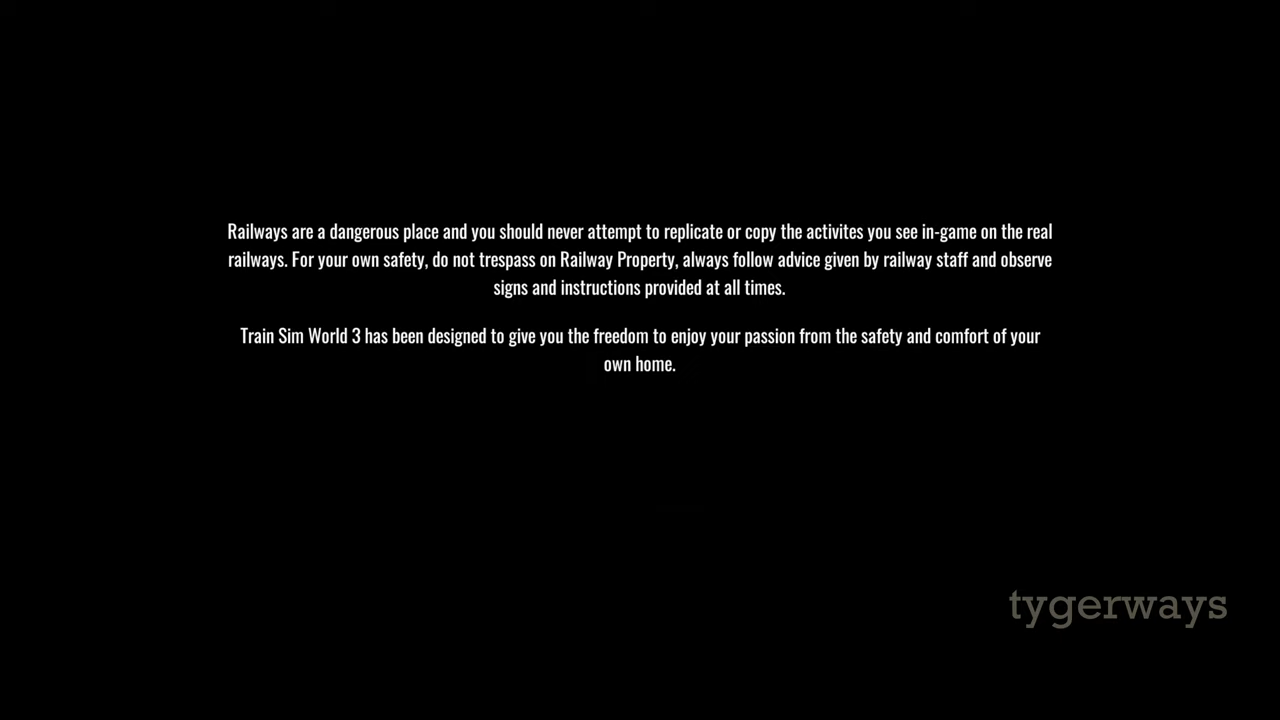 Railways are a dangerous place and you should never attempt to replicate or copy the activites you see in-game on the real
railways. For your own safety, do not trespass on Railway Property, always follow advice given by railway staff and observe
signs and instructions provided at all times.
Train Sim World 3 has been designed to give you the freedom to enjoy your passion from the safety and comfort of your
own home.
tygerways